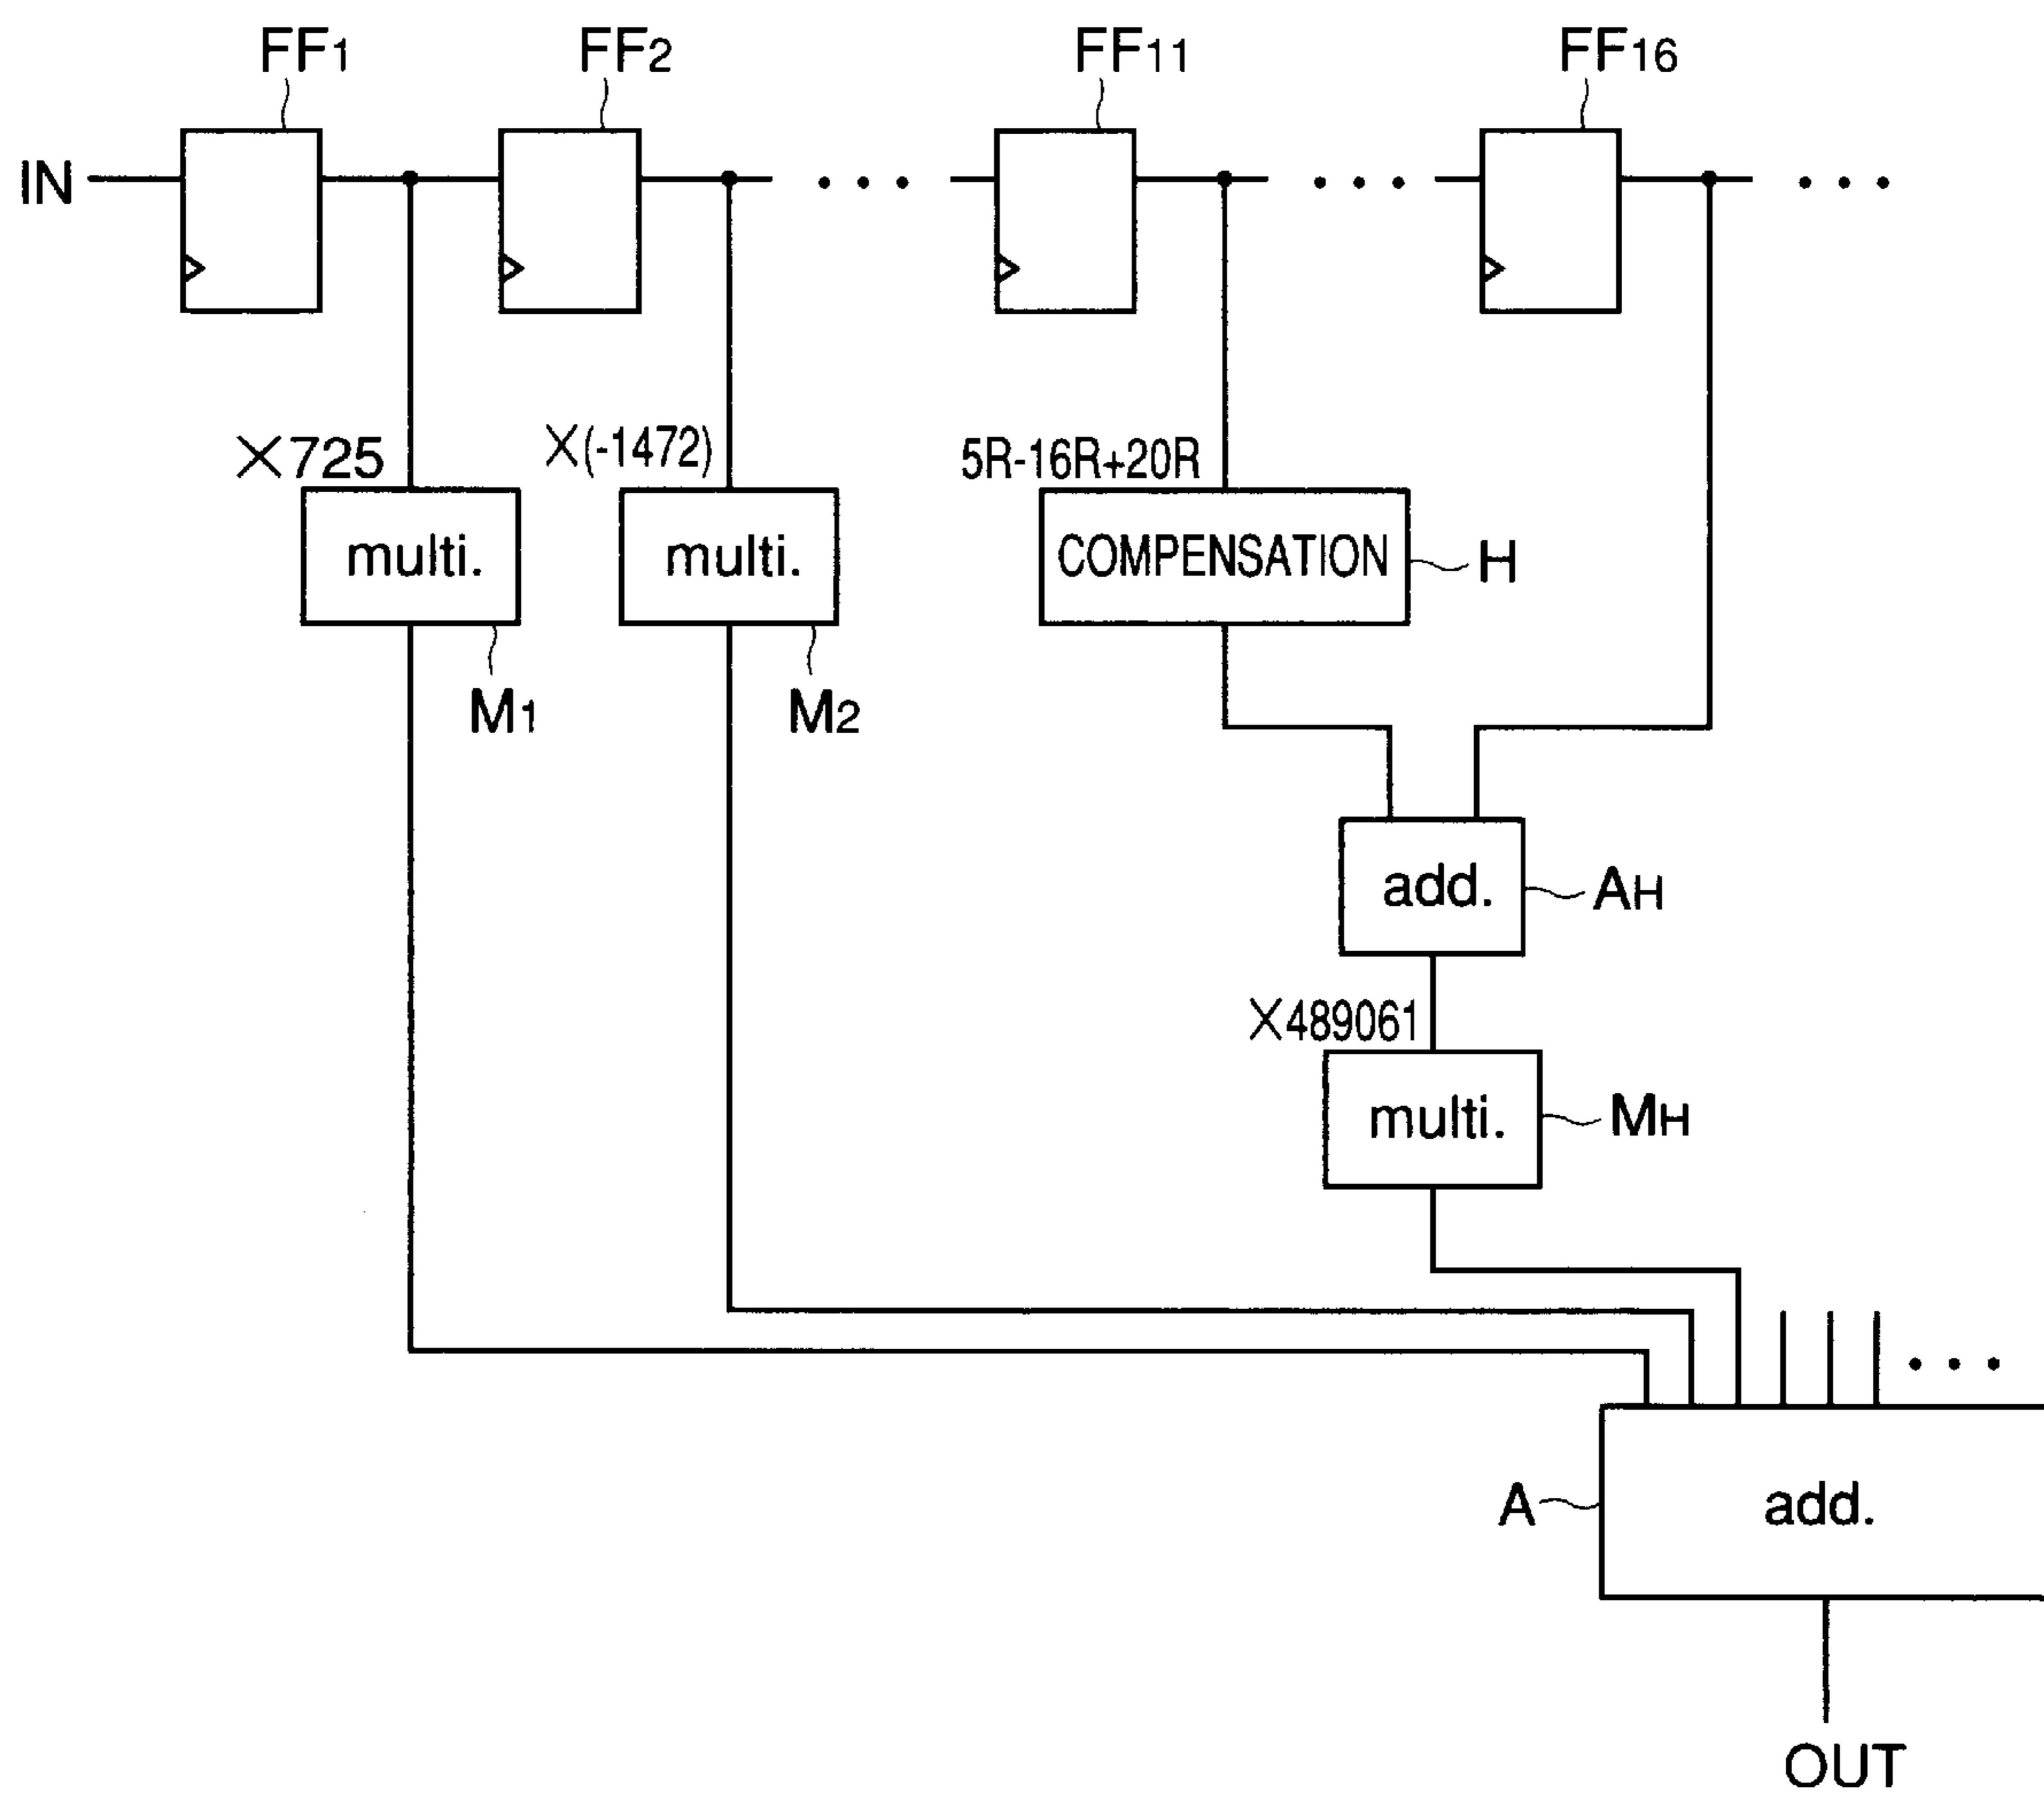 FF1 FF2 FF11 FF16
IN
×725 X(-1472) 5R-16R+20R
multi. multi. COMPENSATION H
M1 M2
add. AH
X489061
multi. MH
A add.
OUT